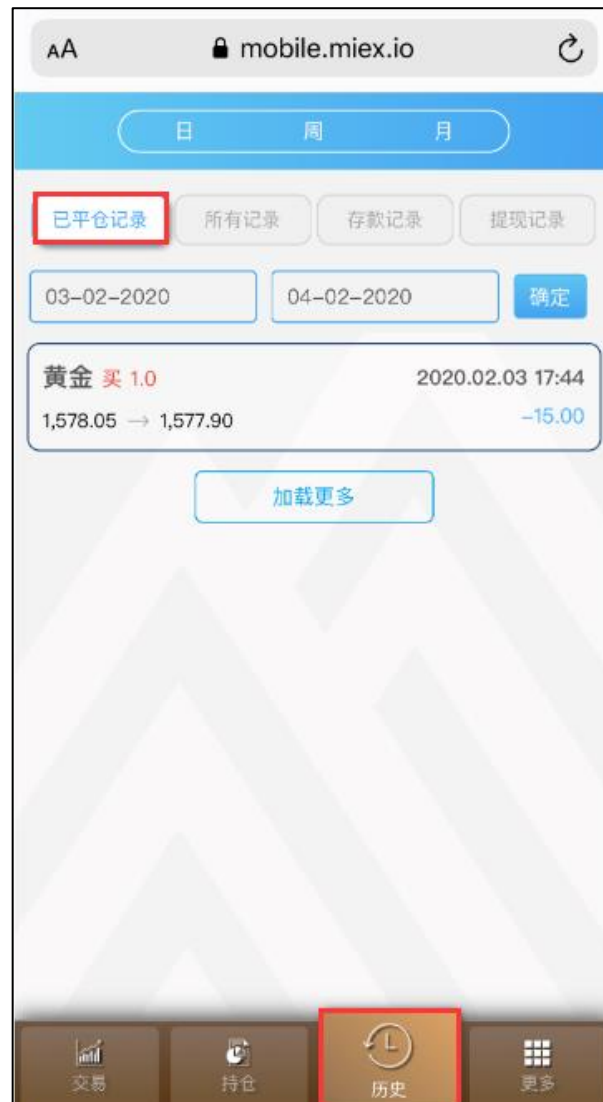 AA mobile.miex.io
日 周 月
已平仓记录 所有记录 存款记录 提现记录
03-02-2020 04-02-2020 确定
黄金 买 1.0 2020.02.03 17:44
1,578.05 → 1,577.90 -15.00
加载更多
交易 持仓 历史 更多